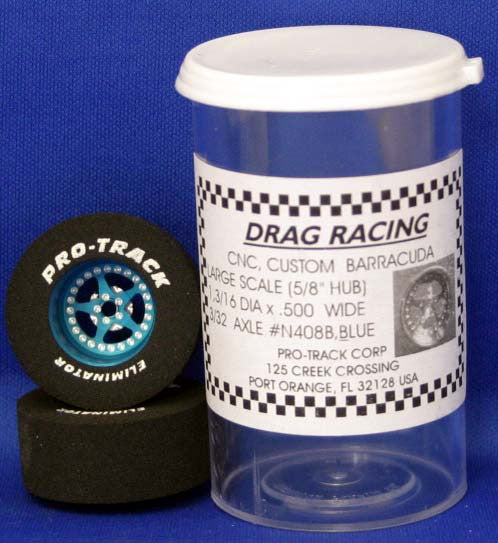 PRO-TRACK
ELIMINATOR
DRAG RACING
CNC, CUSTOM BARRACUDA
LARGE SCALE (5/8" HUB)
1,3/16 DIA x .500 WIDE
3/32 AXLE #N408B,BLUE
PRO-TRACK CORP
125 CREEK CROSSING
PORT ORANGE, FL 32128 USA